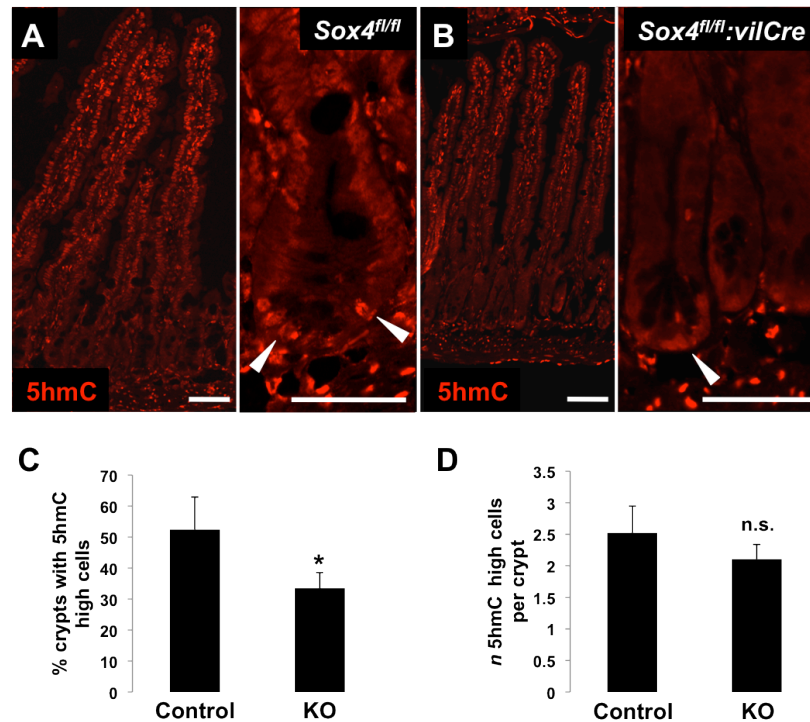 A
Sox4fl/fl
B
Sox4fl/fl:vilCre
5hmC
5hmC
C
% crypts with 5hmC
high cells
70
60
50
40
30
20
10
0
*
Control
KO
D
n 5hmC high cells
per crypt
3.5
3
2.5
2
1.5
1
0.5
0
n.s.
Control
KO